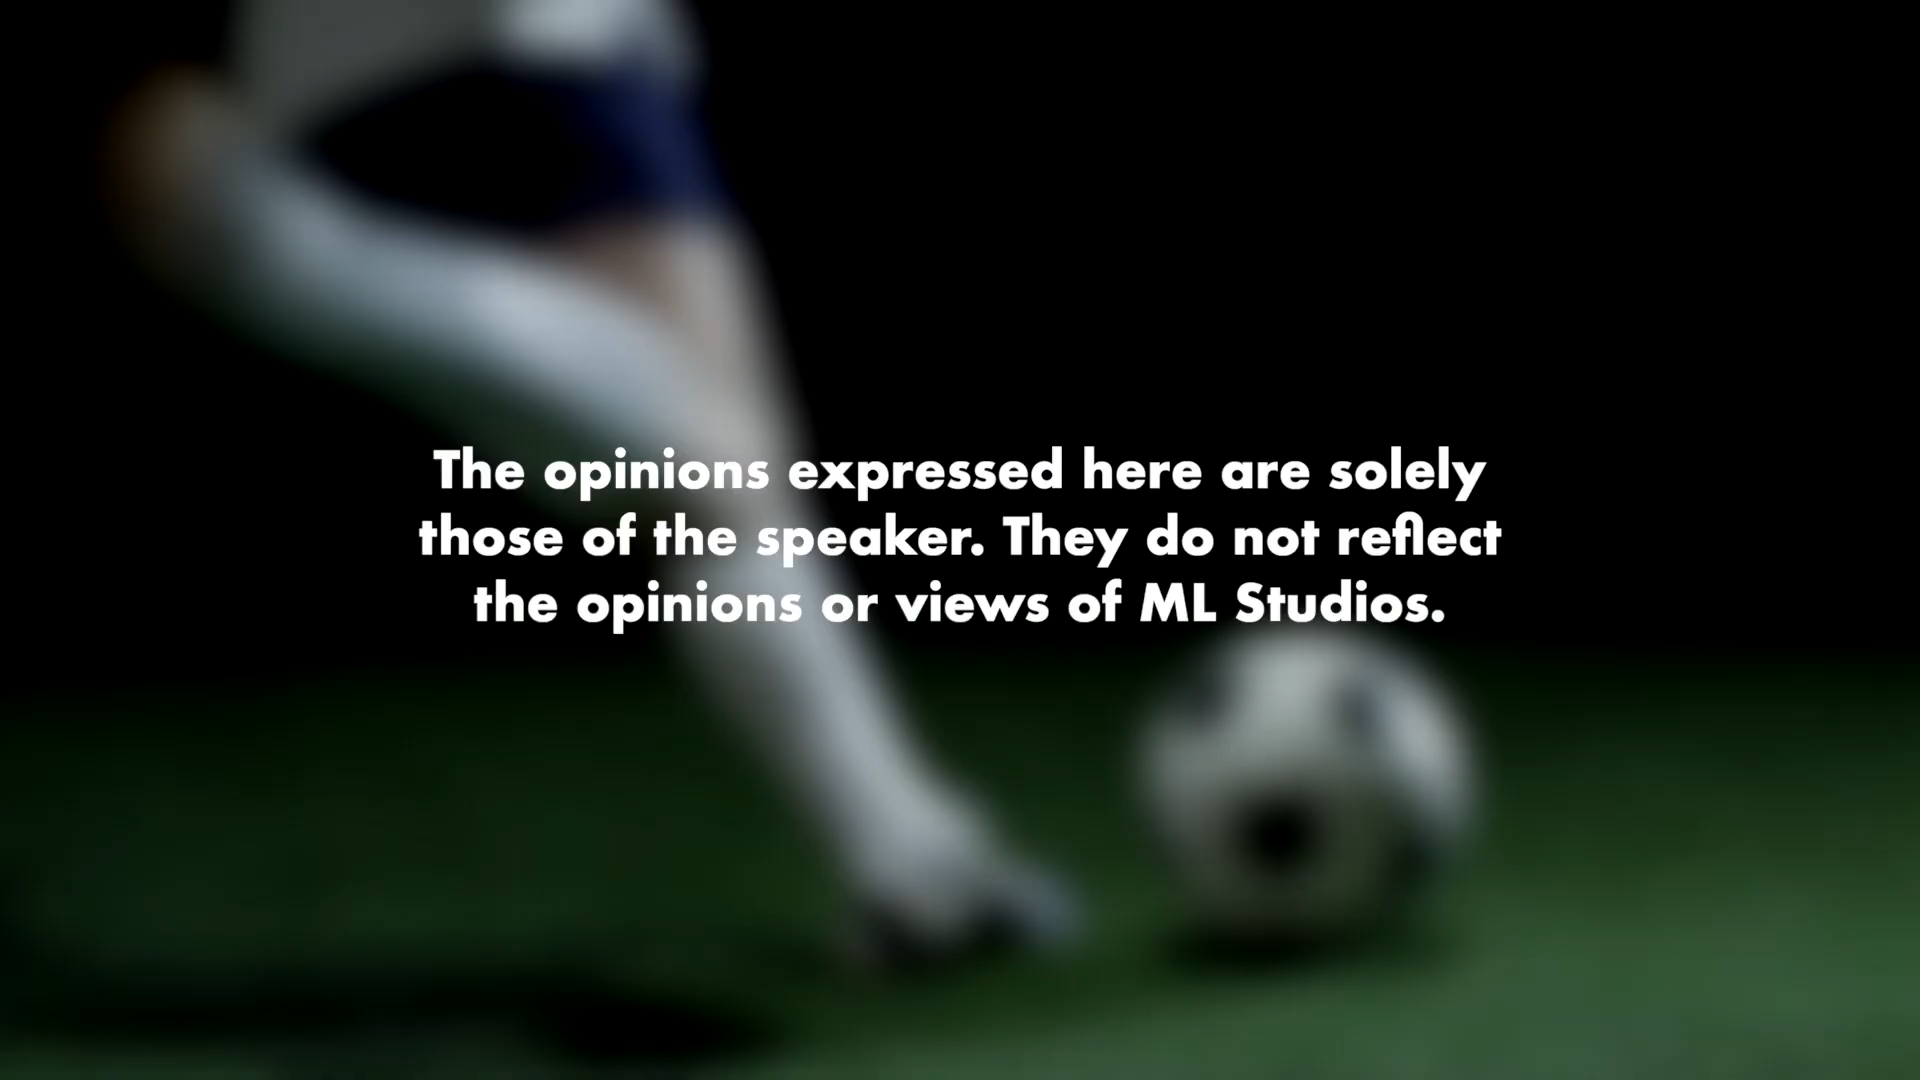 The opinions expressed here are solely
those of the speaker. They do not reflect
the opinions or views of ML Studios.